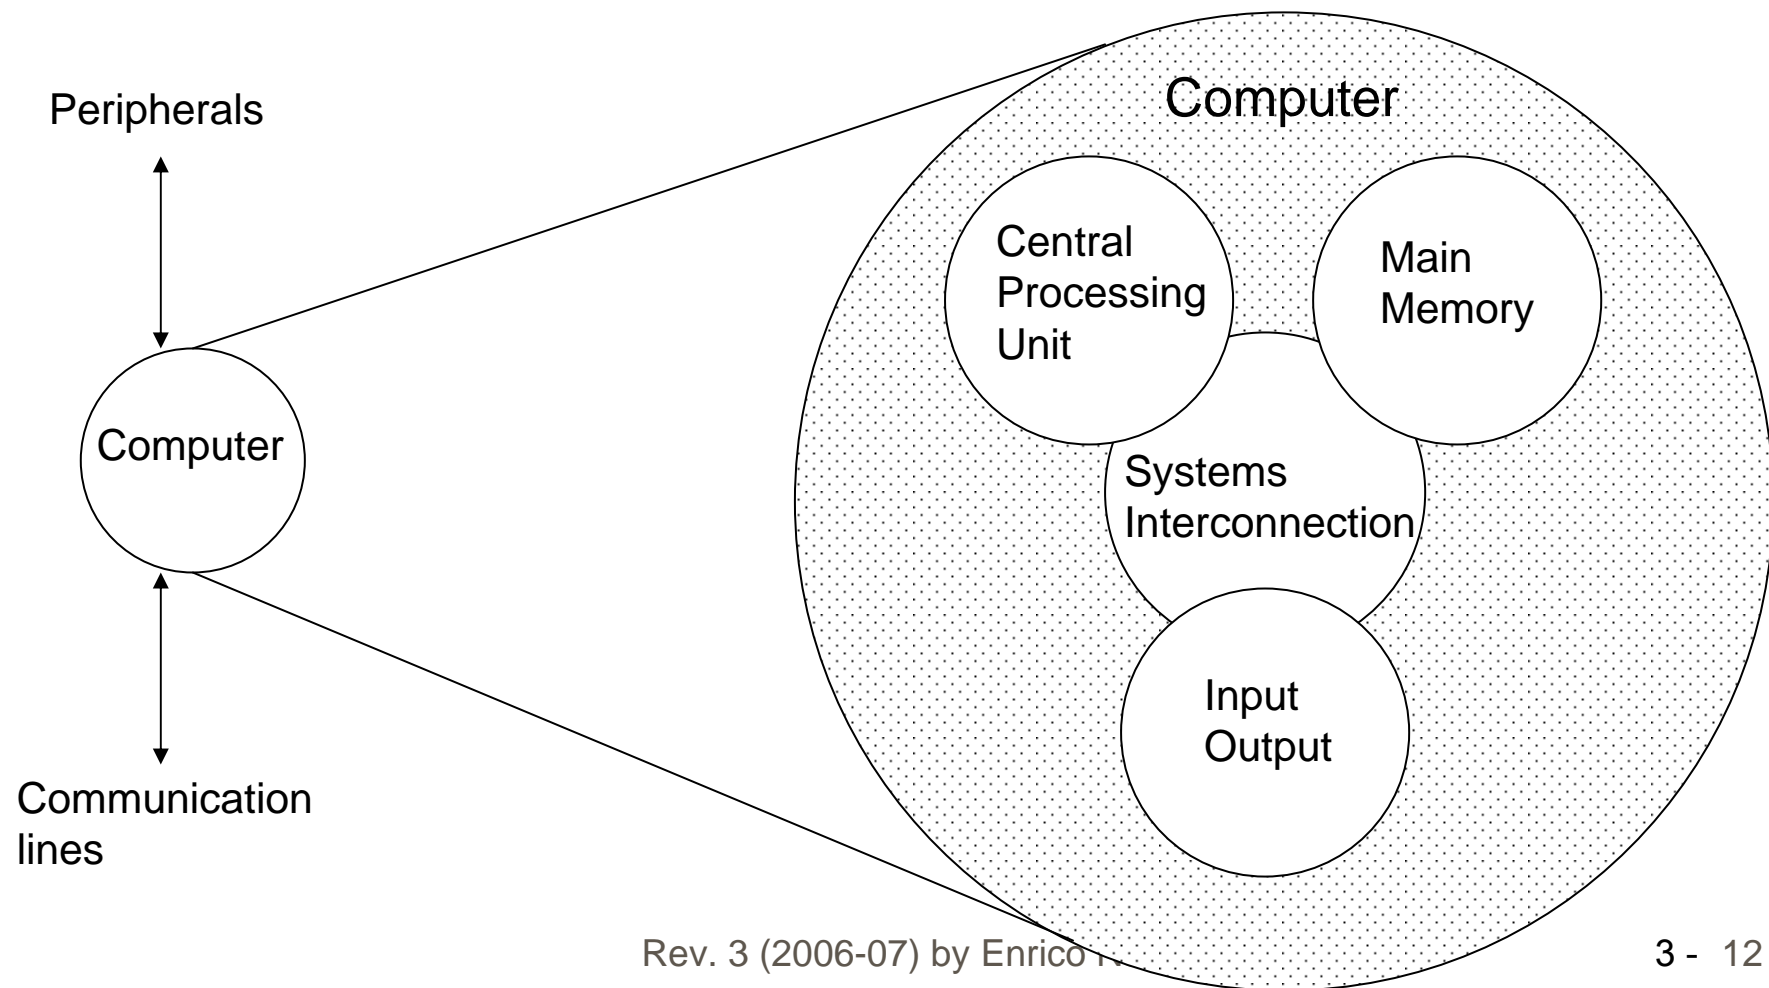 Peripherals
Computer
Communication
lines
Computer
Central
Processing
Unit
Main
Memory
Systems
Interconnection
Input
Output
Rev. 3 (2006-07) by Enrico
3 - 12